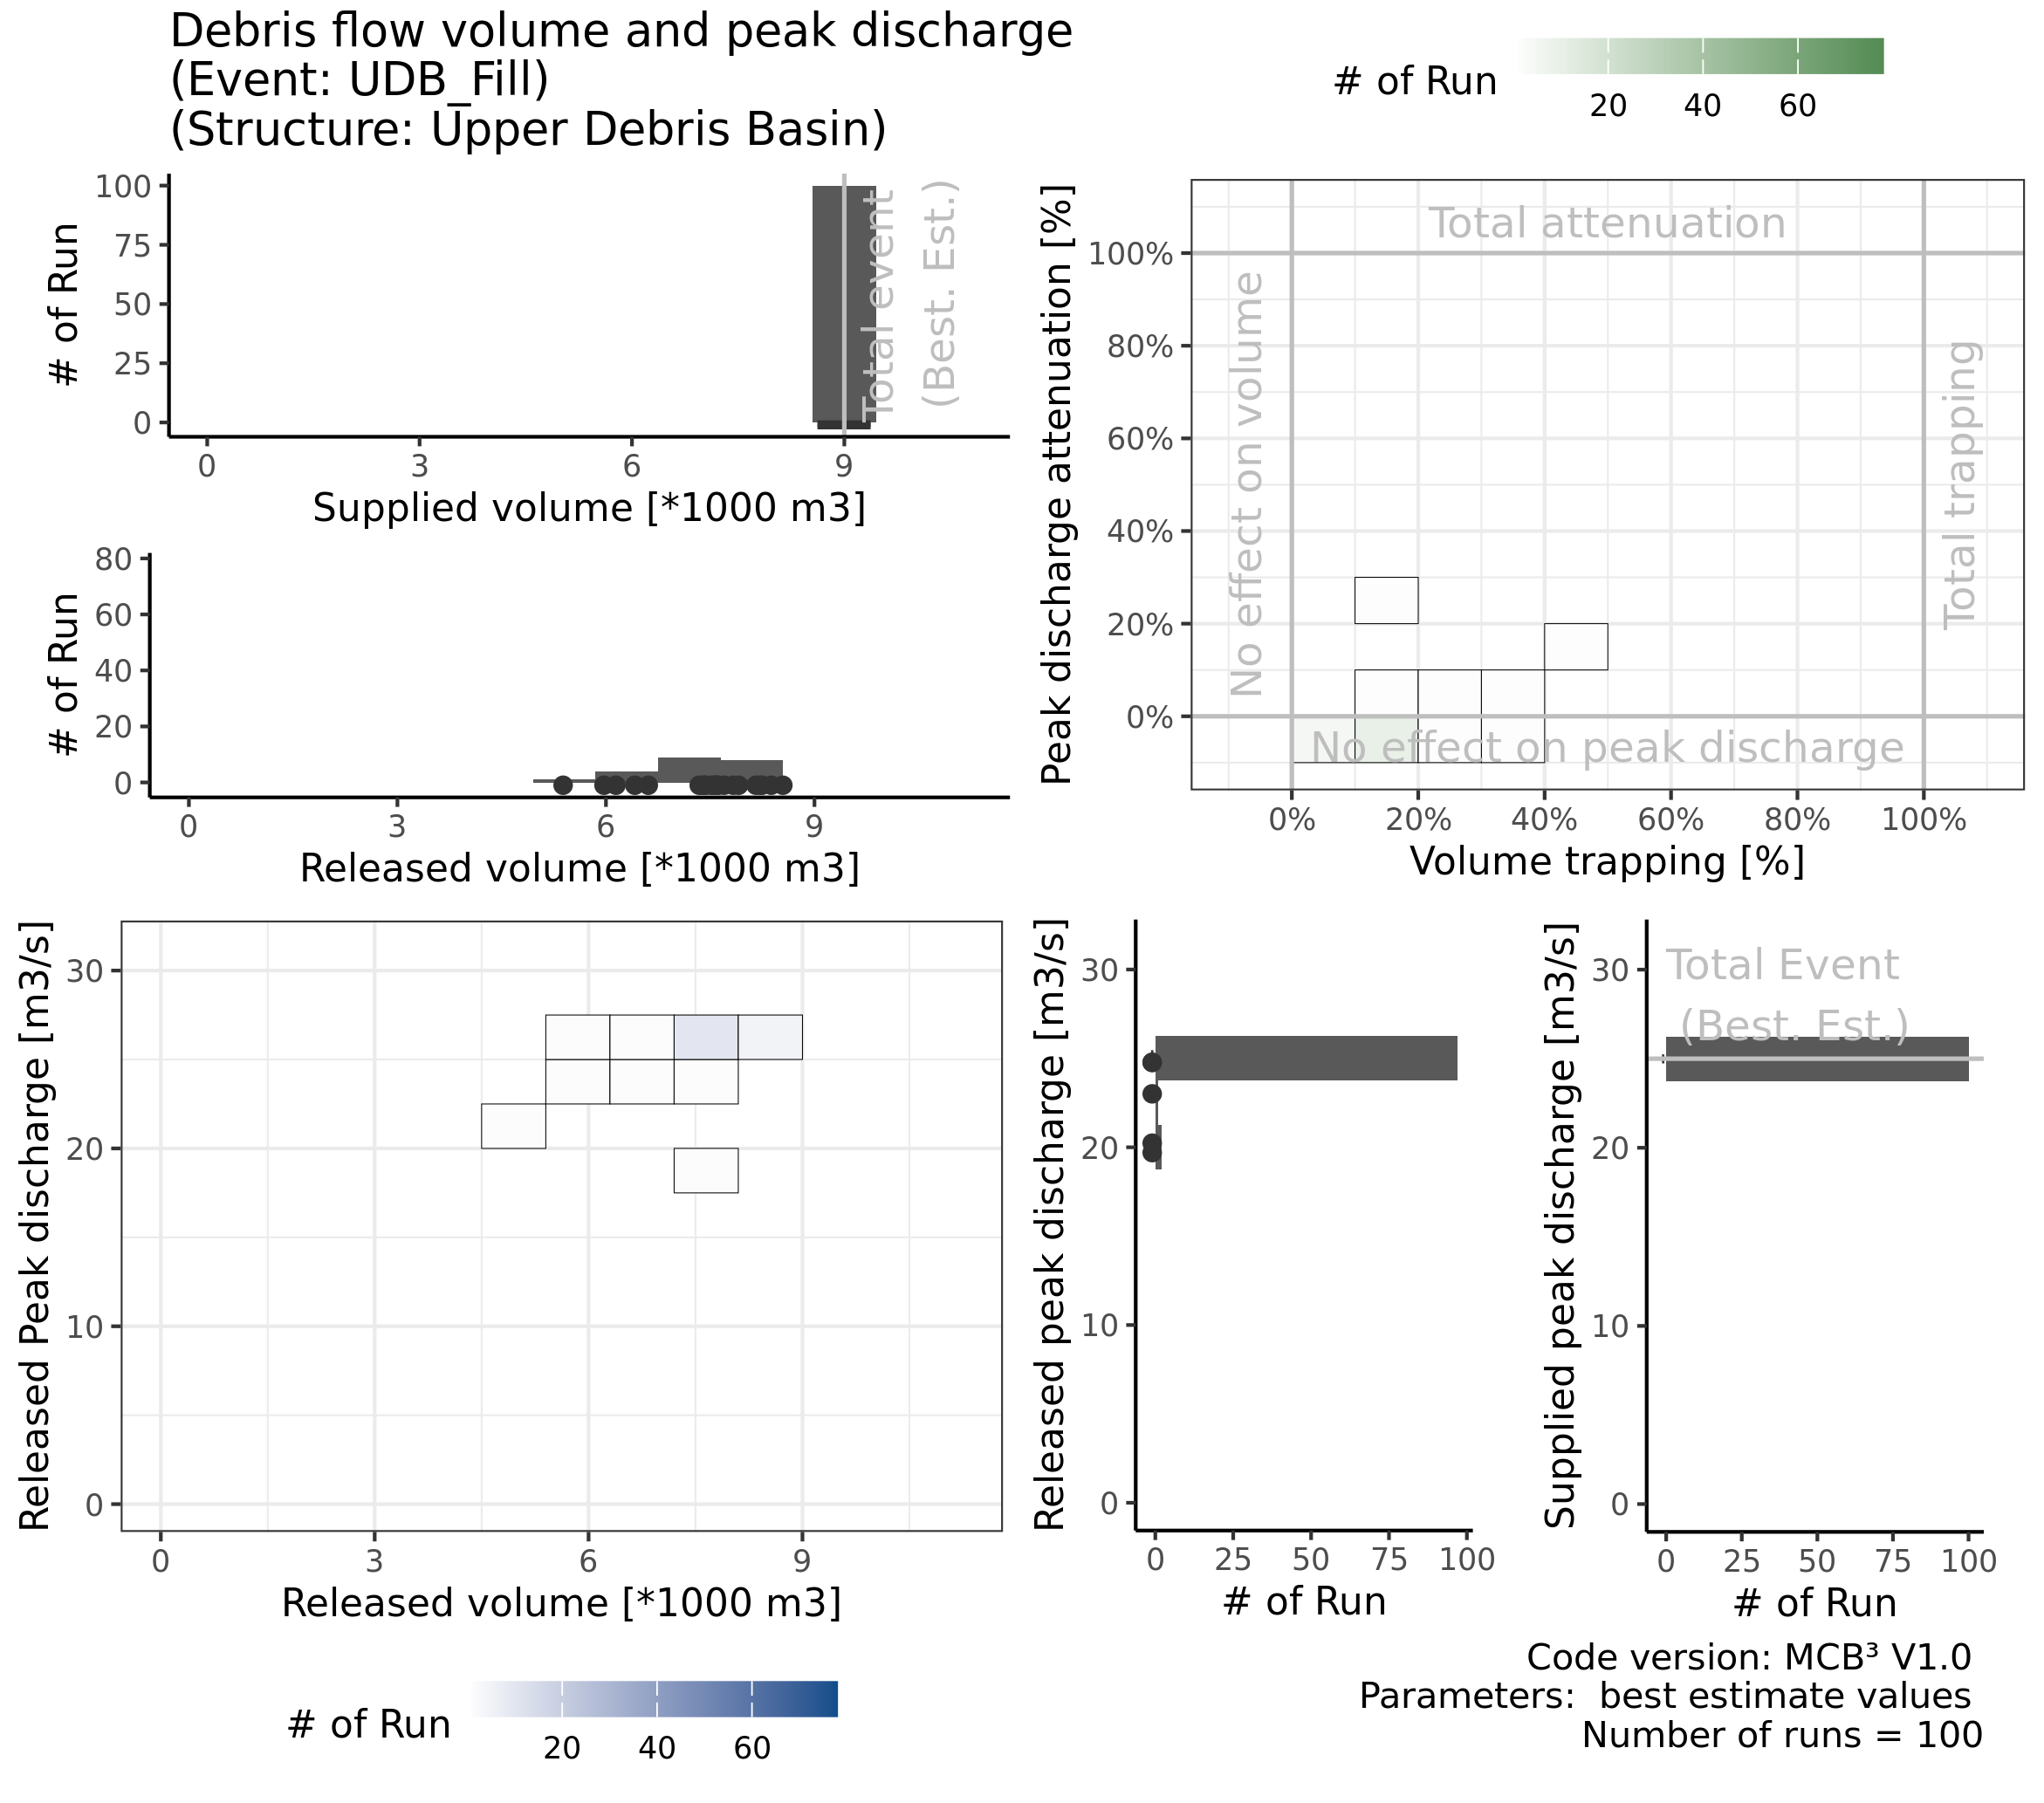 Debris flow volume and peak discharge
(Event: UDB_Fill)
(Structure: Upper Debris Basin)
# of Run
20 40 60
100
75
50
25
0
# of Run
Total event
(Best. Est.)
0 3 6 9
Supplied volume [*1000 m3]
80
60
40
20
0
# of Run
0 3 6 9
Released volume [*1000 m3]
Peak discharge attenuation [%]
100%
80%
60%
40%
20%
0%
Total attenuation
No effect on volume
Total trapping
No effect on peak discharge
0% 20% 40% 60% 80% 100%
Volume trapping [%]
Released Peak discharge [m3/s]
30
20
10
0
0 3 6 9
Released volume [*1000 m3]
# of Run
20 40 60
Released peak discharge [m3/s]
30
20
10
0
0 25 50 75 100
# of Run
Supplied peak discharge [m3/s]
30
20
10
0
Total Event
(Best. Est.)
0 25 50 75 100
# of Run
Code version: MCB³ V1.0
Parameters:  best estimate values
Number of runs = 100